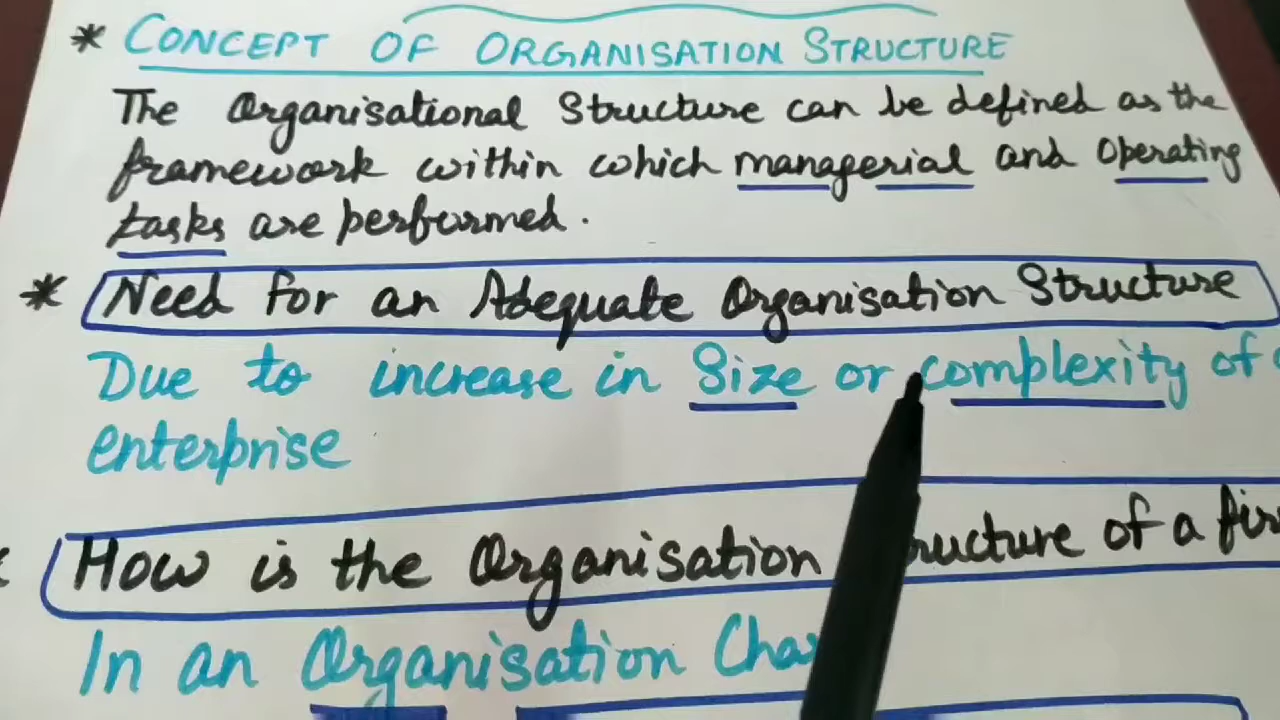 * CONCEPT OF ORGANISATION STRUCTURE
The Organisational Structure can be defined as the
framework within which managerial and operating
tasks are performed.
* Need for an Adequate Organisation Structure
Due to increase in Size or complexity of
enterprise
How is the Organisation of a
In an Organisation